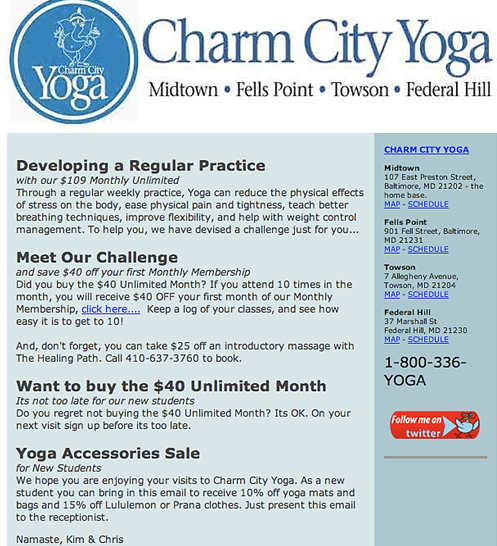 Charm City
Yoga
Charm City Yoga
Midtown • Fells Point • Towson • Federal Hill
Developing a Regular Practice
with our $109 Monthly Unlimited
Through a regular weekly practice, Yoga can reduce the physical effects
of stress on the body, ease physical pain and tightness, teach better
breathing techniques, improve flexibility, and help with weight control
management. To help you, we have devised a challenge just for you...
Meet Our Challenge
and save $40 off your first Monthly Membership
Did you buy the $40 Unlimited Month? If you attend 10 times in the
month, you will receive $40 OFF your first month of our Monthly
Membership, click here.... Keep a log of your classes, and see how
easy it is to get to 10!
And, don't forget, you can take $25 off an introductory massage with
The Healing Path. Call 410-637-3760 to book.
Want to buy the $40 Unlimited Month
Its not too late for our new students
Do you regret not buying the $40 Unlimited Month? Its OK. On your
next visit sign up before its too late.
Yoga Accessories Sale
for New Students
We hope you are enjoying your visits to Charm City Yoga. As a new
student you can bring in this email to receive 10% off yoga mats and
bags and 15% off Lululemon or Prana clothes. Just present this email
to the receptionist.
Namaste, Kim & Chris
CHARM CITY YOGA
Midtown
107 East Preston Street,
Baltimore, MD 21202 - the
home base.
MAP - SCHEDULE
Fells Point
901 Fell Street, Baltimore,
MD 21231
MAP - SCHEDULE
Towson
7 Allegheny Avenue,
Towson, MD 21204
MAP - SCHEDULE
Federal Hill
37 Marshall St
Federal Hill, MD 21230
MAP - SCHEDULE
1-800-336-
YOGA
Follow me on
twitter